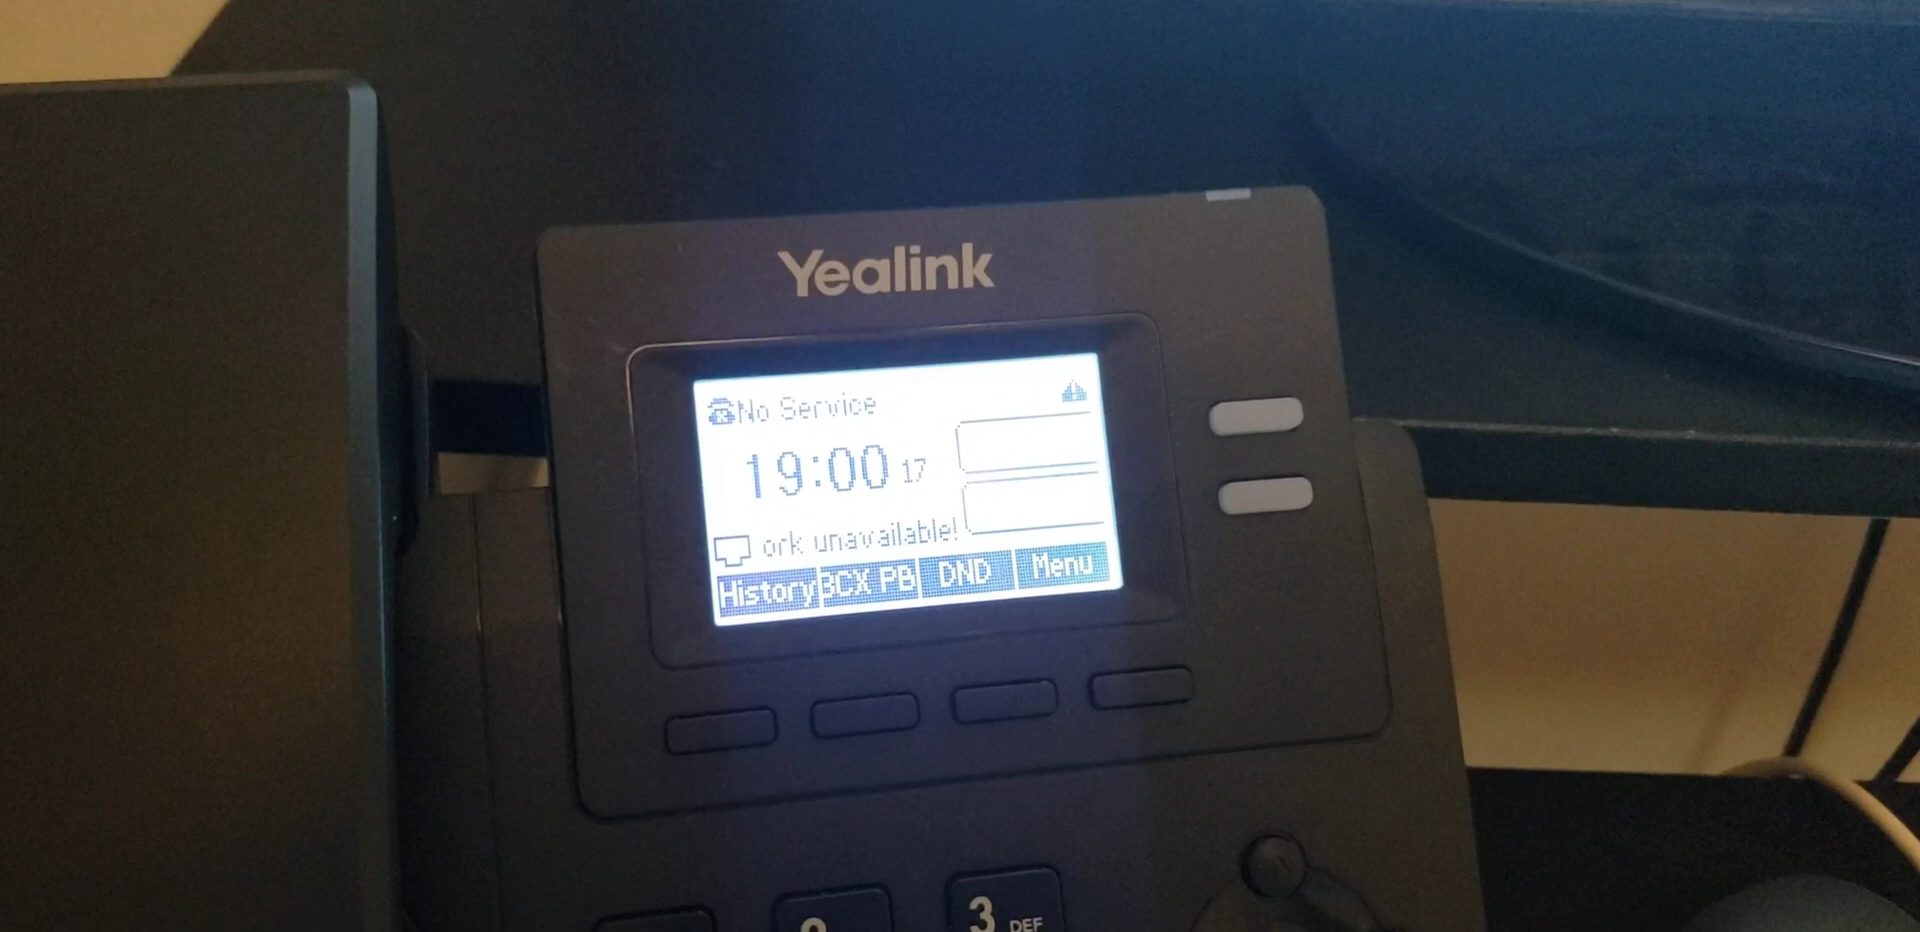 Yealink
No Service
19:00 17
ork unavailable!
History 3CX PB DND Menu
3 DEF